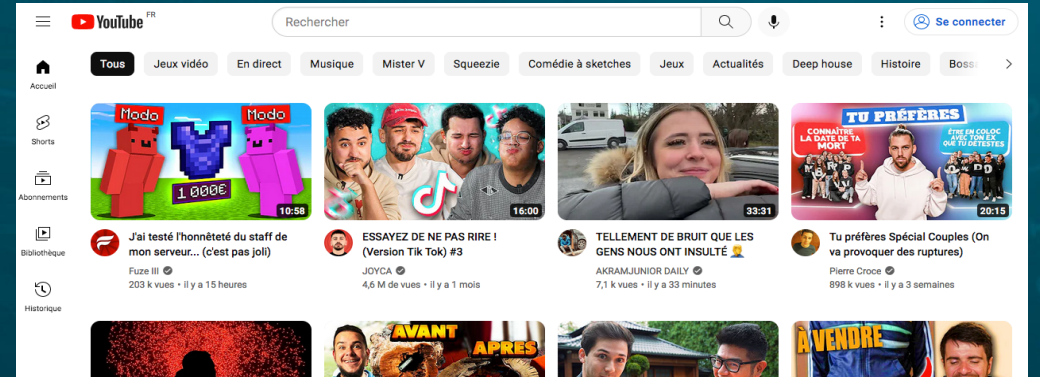 YouTube FR
Rechercher
Se connecter
Tous Jeux vidéo En direct Musique Mister V Squeezie Comédie à sketches Jeux Actualités Deep house Histoire
Accueil
Shorts
Abonnements
Bibliothèque
Historique
Modo Modo
1 000€
10:58
16:00
33:31
TU PRÉFÈRES
CONNAÎTRE
LA DATE DE TA
MORT
ÊTRE EN COLOC
AVEC TON EX
QUE TU DÉTESTES
20:15
J'ai testé l'honnêteté du staff de
mon serveur... (c'est pas joli)
Fuze III
203 k vues • il y a 15 heures
ESSAYEZ DE NE PAS RIRE !
(Version Tik Tok) #3
JOYCA
4,6 M de vues • il y a 1 mois
TELLEMENT DE BRUIT QUE LES
GENS NOUS ONT INSULTÉ 🤦
AKRAMJUNIOR DAILY
7,1 k vues • il y a 33 minutes
Tu préfères Spécial Couples (On
va provoquer des ruptures)
Pierre Croce
898 k vues • il y a 3 semaines
AVANT
APRES
À VENDRE